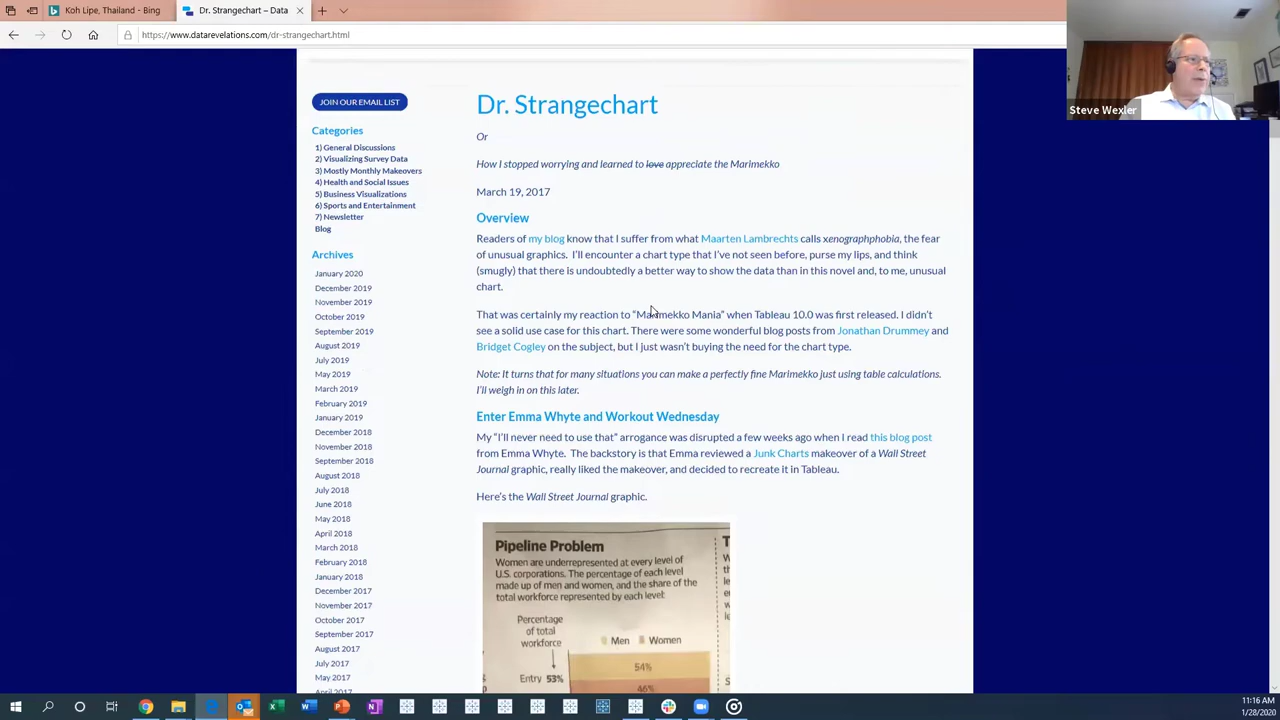 Koh Lipe, Thailand - Bing
Dr. Strangechart – Data
https://www.datarevelations.com/dr-strangechart.html
Steve Wexler
JOIN OUR EMAIL LIST
Categories
1) General Discussions
2) Visualizing Survey Data
3) Mostly Monthly Makeovers
4) Health and Social Issues
5) Business Visualizations
6) Sports and Entertainment
7) Newsletter
Blog
Archives
January 2020
December 2019
November 2019
October 2019
September 2019
August 2019
July 2019
May 2019
March 2019
February 2019
January 2019
December 2018
November 2018
September 2018
August 2018
July 2018
June 2018
May 2018
April 2018
March 2018
February 2018
January 2018
December 2017
November 2017
October 2017
September 2017
August 2017
July 2017
May 2017
April 2017
Dr. Strangechart
Or
How I stopped worrying and learned to love appreciate the Marimekko
March 19, 2017
Overview
Readers of my blog know that I suffer from what Maarten Lambrechts calls xenographphobia, the fear
of unusual graphics. I'll encounter a chart type that I've not seen before, purse my lips, and think
(smugly) that there is undoubtedly a better way to show the data than in this novel and, to me, unusual
chart.
That was certainly my reaction to "Marimekko Mania" when Tableau 10.0 was first released. I didn't
see a solid use case for this chart. There were some wonderful blog posts from Jonathan Drummey and
Bridget Cogley on the subject, but I just wasn't buying the need for the chart type.
Note: It turns that for many situations you can make a perfectly fine Marimekko just using table calculations.
I'll weigh in on this later.
Enter Emma Whyte and Workout Wednesday
My "I'll never need to use that" arrogance was disrupted a few weeks ago when I read this blog post
from Emma Whyte. The backstory is that Emma reviewed a Junk Charts makeover of a Wall Street
Journal graphic, really liked the makeover, and decided to recreate it in Tableau.
Here's the Wall Street Journal graphic.
Pipeline Problem
Women are underrepresented at every level of
U.S. corporations. The percentage of each level
made up of men and women, and the share of the
total workforce represented by each level:
Percentage
of total
workforce
Men Women
Entry 53%
54%
46%
11:16 AM
1/28/2020